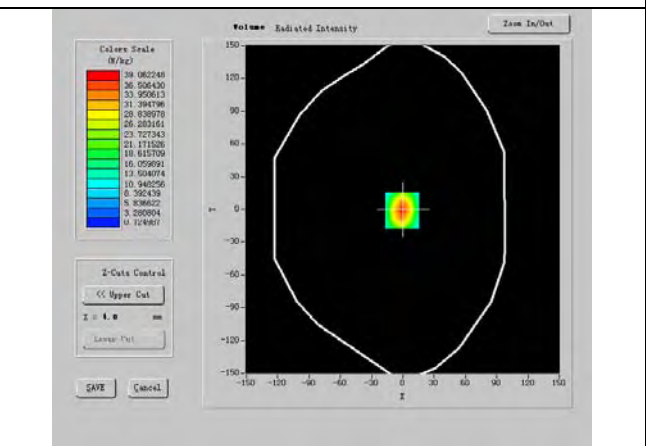 Volume Radiated Intensity
Zoom In/Out
Colors Scale
(W/kg)
39.062248
36.506430
33.950613
31.394796
28.838978
26.283161
23.727343
21.171526
18.615709
16.059891
13.504074
10.948256
8.392439
5.836622
3.280804
Z-Cuts Control
<< Upper Cut
Z = 4.0 mm
Lower Cut
SAVE
Cancel
150
120
90
60
30
0
-30
-60
-90
-120
-150
Y
-150 -120 -90 -60 -30 0 30 60 90 120 150
X